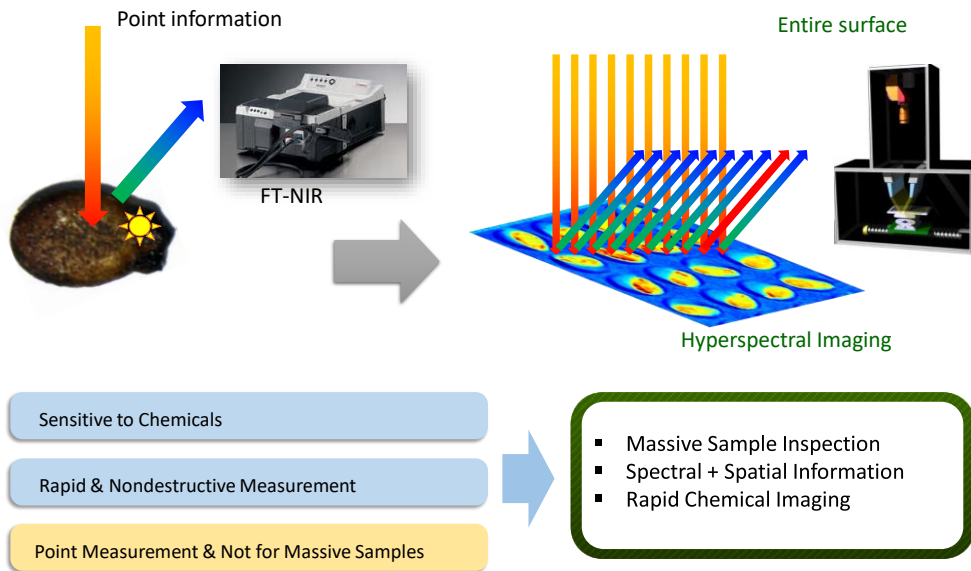 Point information
Entire surface
FT-NIR
Hyperspectral Imaging
Sensitive to Chemicals
Rapid & Nondestructive Measurement
Point Measurement & Not for Massive Samples
▪ Massive Sample Inspection
▪ Spectral + Spatial Information
▪ Rapid Chemical Imaging